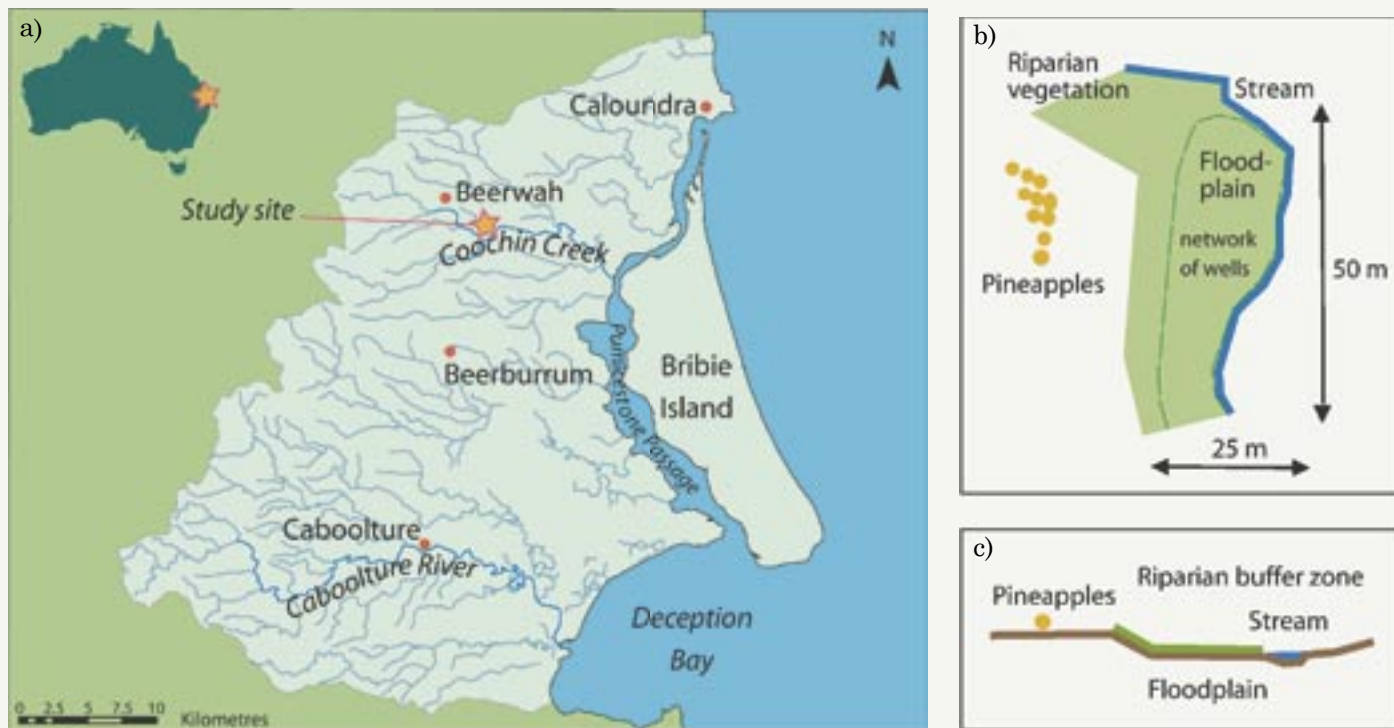 a)
N
Caloundra
Beerwah
Study site
Coochin Creek
Pumicestone Passage
Beerburrum
Bribie
Island
Caboolture
Caboolture River
Deception
Bay
0 2.5 5 7.5 10
Kilometres
b)
Riparian
vegetation
Stream
Flood-
plain
network
of wells
50 m
Pineapples
25 m
c)
Riparian buffer zone
Pineapples
Stream
Floodplain